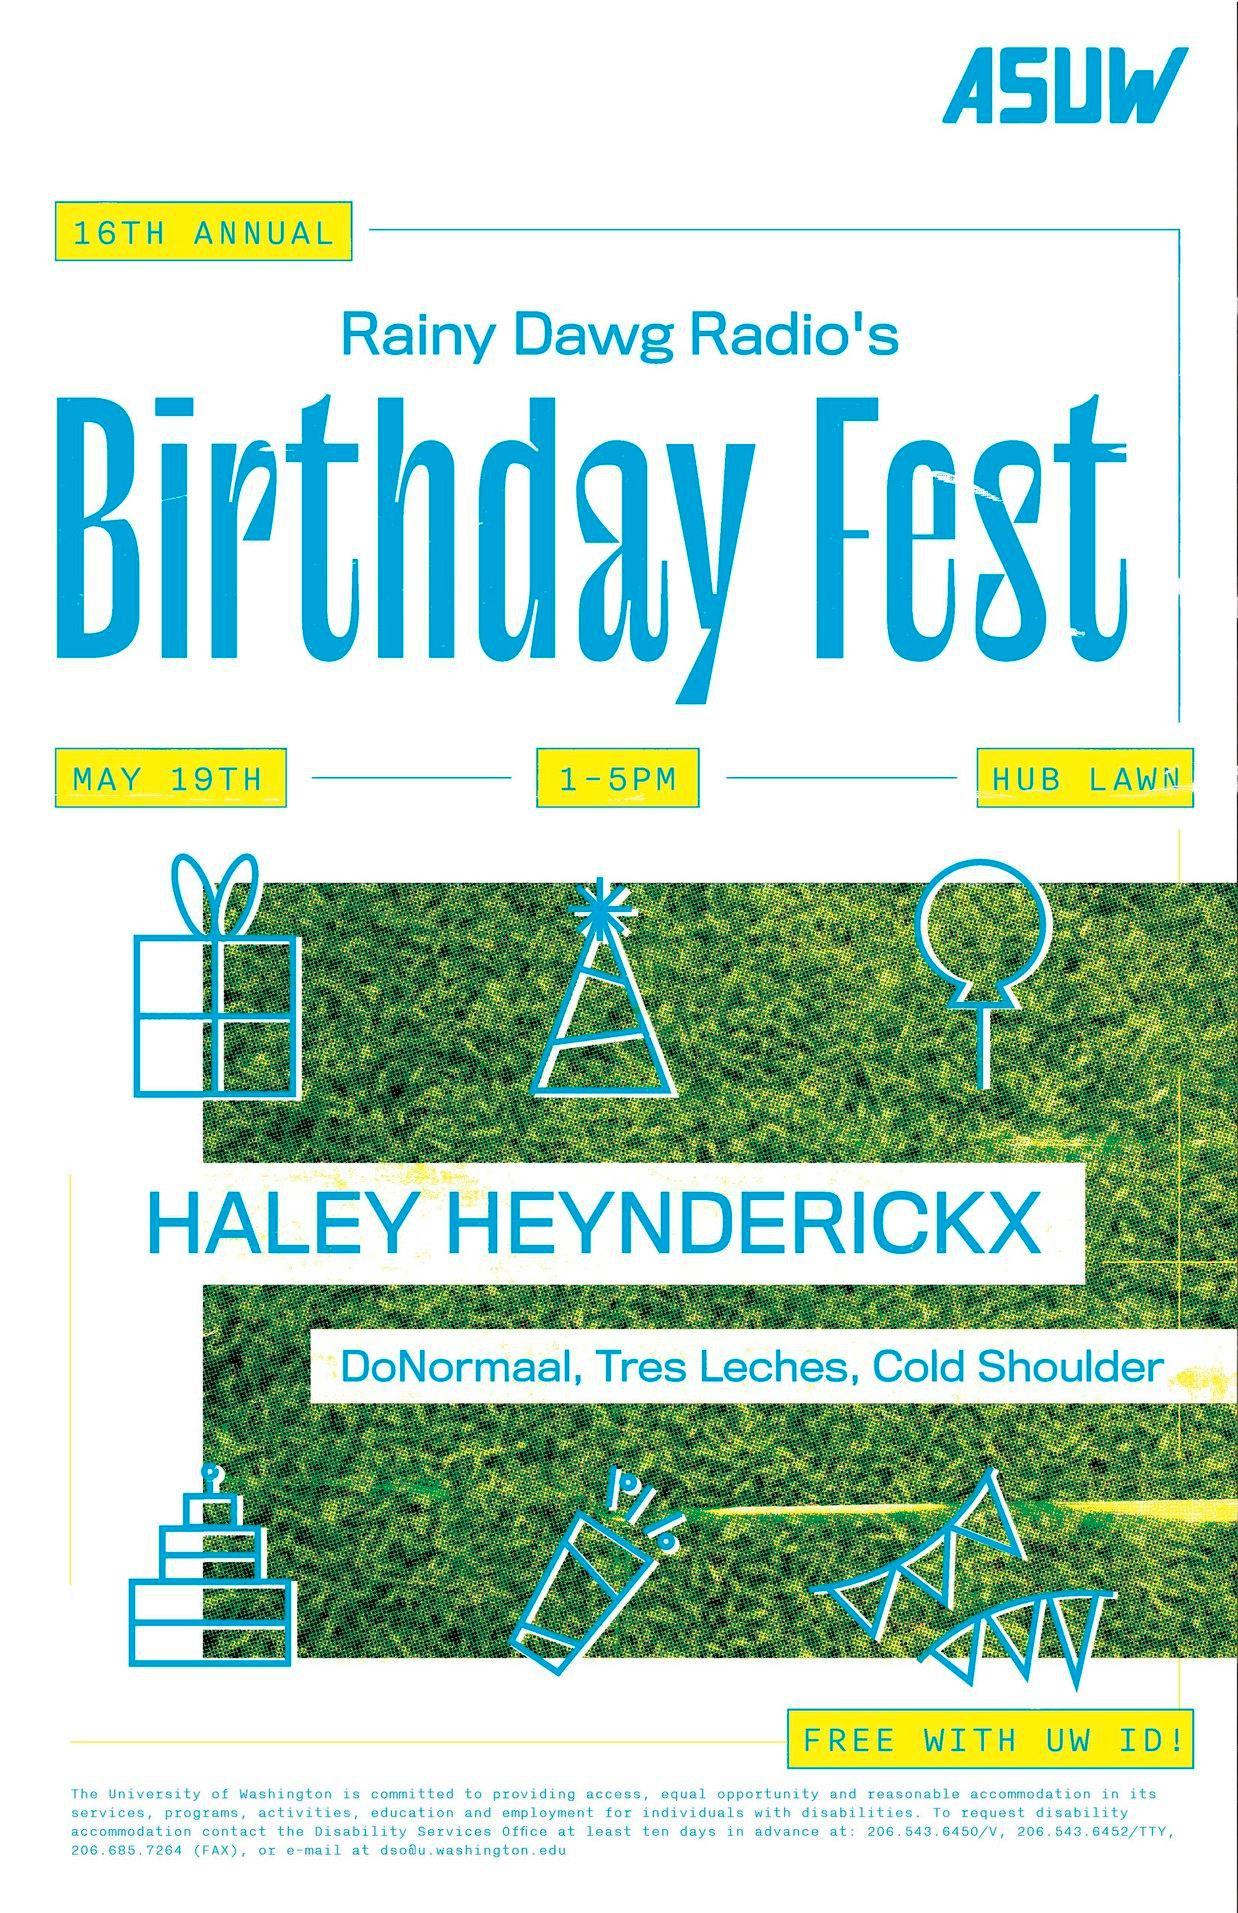 ASUW
16TH ANNUAL
Rainy Dawg Radio's
Birthday Fest
MAY 19TH
1-5PM
HUB LAWN
HALEY HEYNDERICKX
DoNormaal, Tres Leches, Cold Shoulder
FREE WITH UW ID!
The University of Washington is committed to providing access, equal opportunity and reasonable accommodation in its
services, programs, activities, education and employment for individuals with disabilities. To request disability
accommodation contact the Disability Services Office at least ten days in advance at: 206.543.6450/V, 206.543.6452/TTY,
206.685.7264 (FAX), or e-mail at dso@u.washington.edu